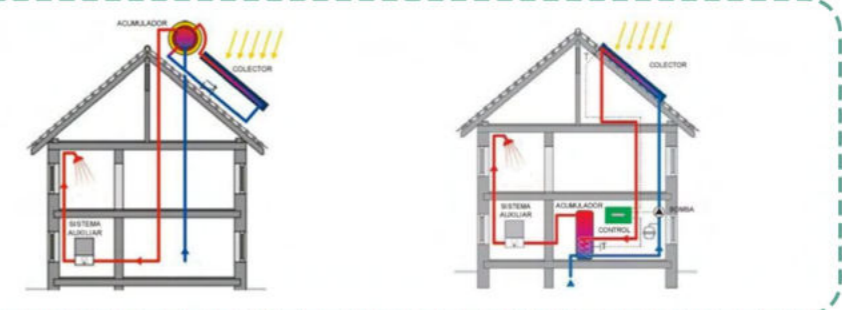 ACUMULADOR
COLECTOR
SISTEMA
AUXILIAR
COLECTOR
SISTEMA
AUXILIAR
ACUMULADOR
CONTROL
BOMBA
T